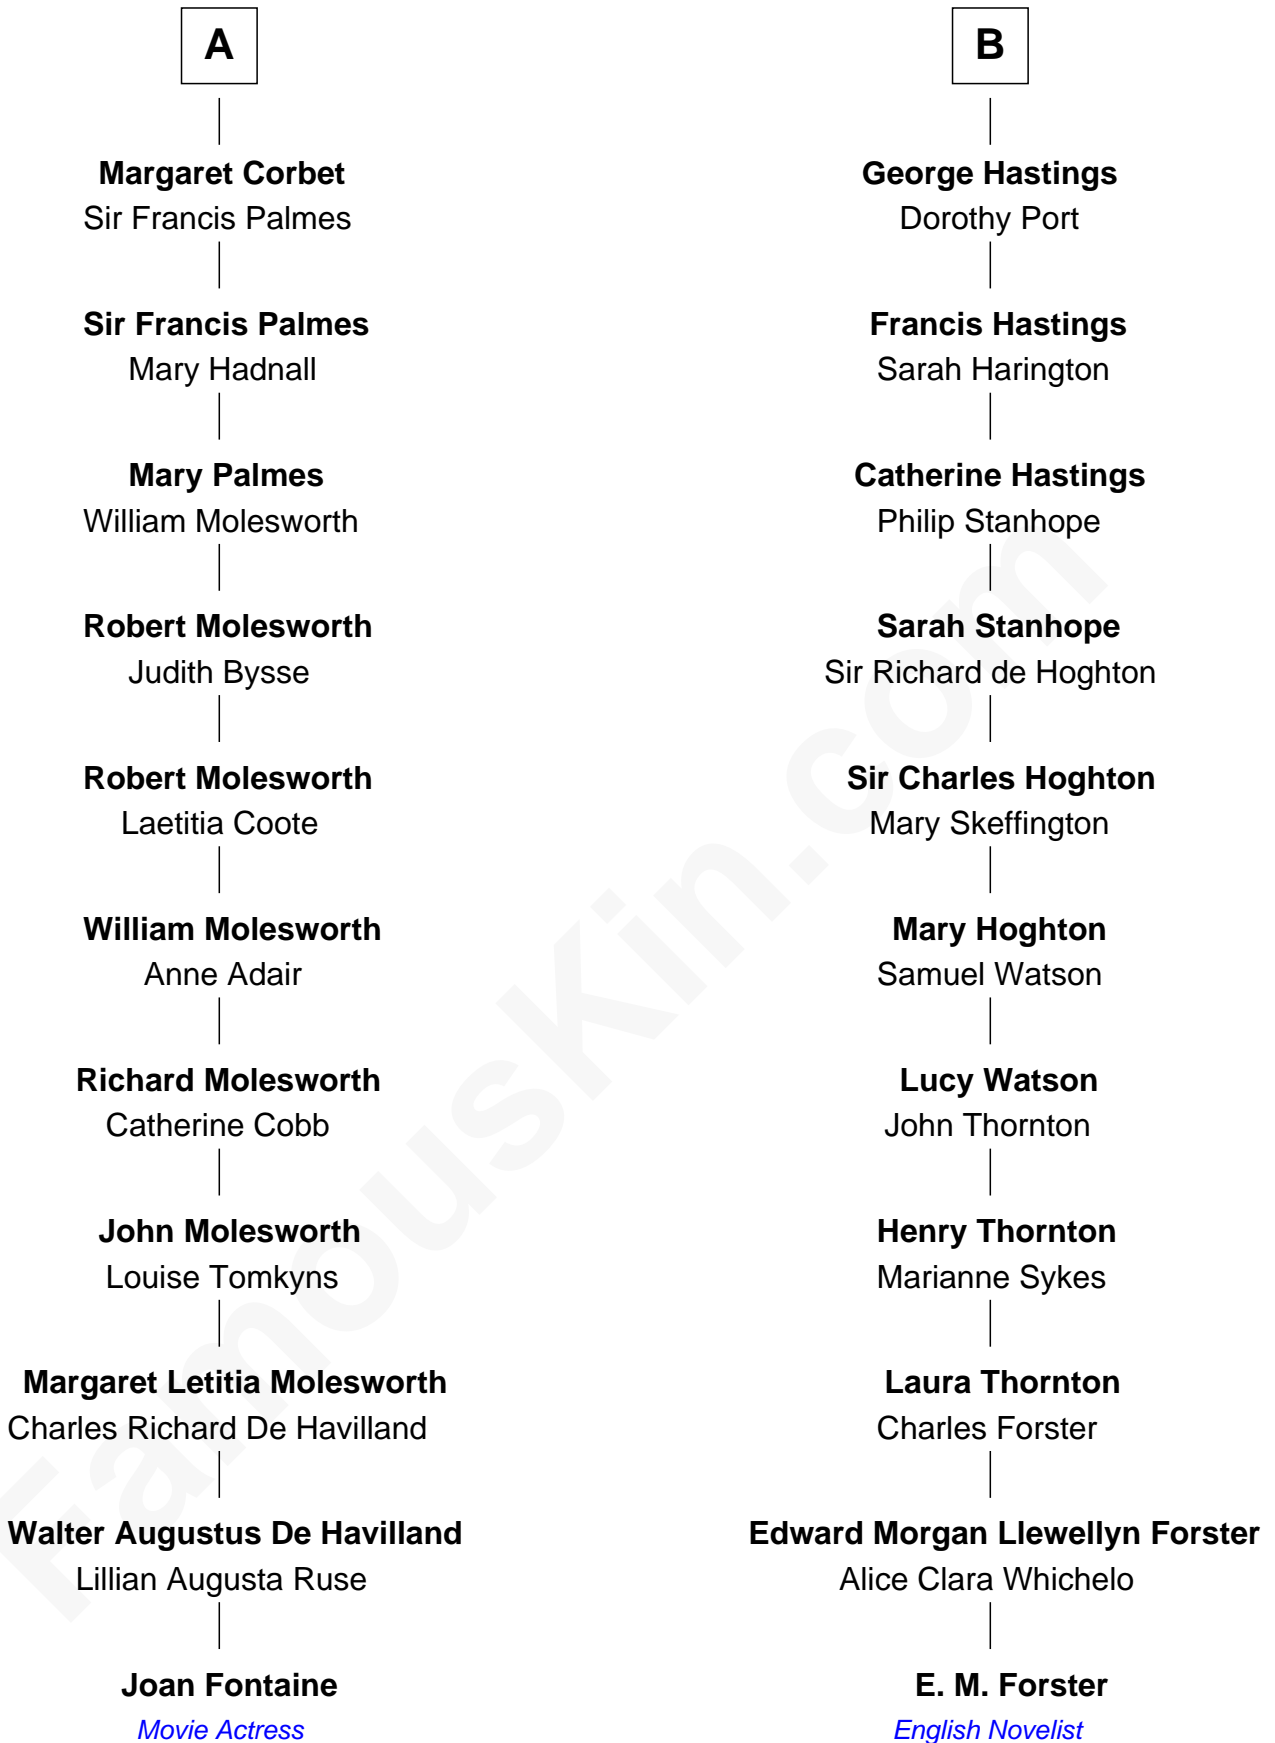 A
Margaret Corbet
Sir Francis Palmes
Sir Francis Palmes
Mary Hadnall
Mary Palmes
William Molesworth
Robert Molesworth
Judith Bysse
Robert Molesworth
Laetitia Coote
William Molesworth
Anne Adair
Richard Molesworth
Catherine Cobb
John Molesworth
Louise Tomkyns
Margaret Letitia Molesworth
Charles Richard De Havilland
Walter Augustus De Havilland
Lillian Augusta Ruse
Joan Fontaine
Movie Actress
B
George Hastings
Dorothy Port
Francis Hastings
Sarah Harington
Catherine Hastings
Philip Stanhope
Sarah Stanhope
Sir Richard de Hoghton
Sir Charles Hoghton
Mary Skeffington
Mary Hoghton
Samuel Watson
Lucy Watson
John Thornton
Henry Thornton
Marianne Sykes
Laura Thornton
Charles Forster
Edward Morgan Llewellyn Forster
Alice Clara Whichelo
E. M. Forster
English Novelist
FamousKin.com